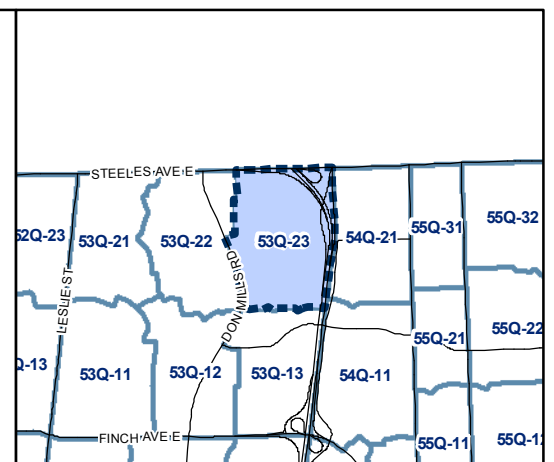 STEELES AVE E
52Q-23
53Q-21
53Q-22
53Q-23
54Q-21
55Q-31
55Q-32
LESLIE ST
DON MILLS RD
Q-13
53Q-11
53Q-12
53Q-13
54Q-11
55Q-21
55Q-22
FINCH AVE E
55Q-11
55Q-1